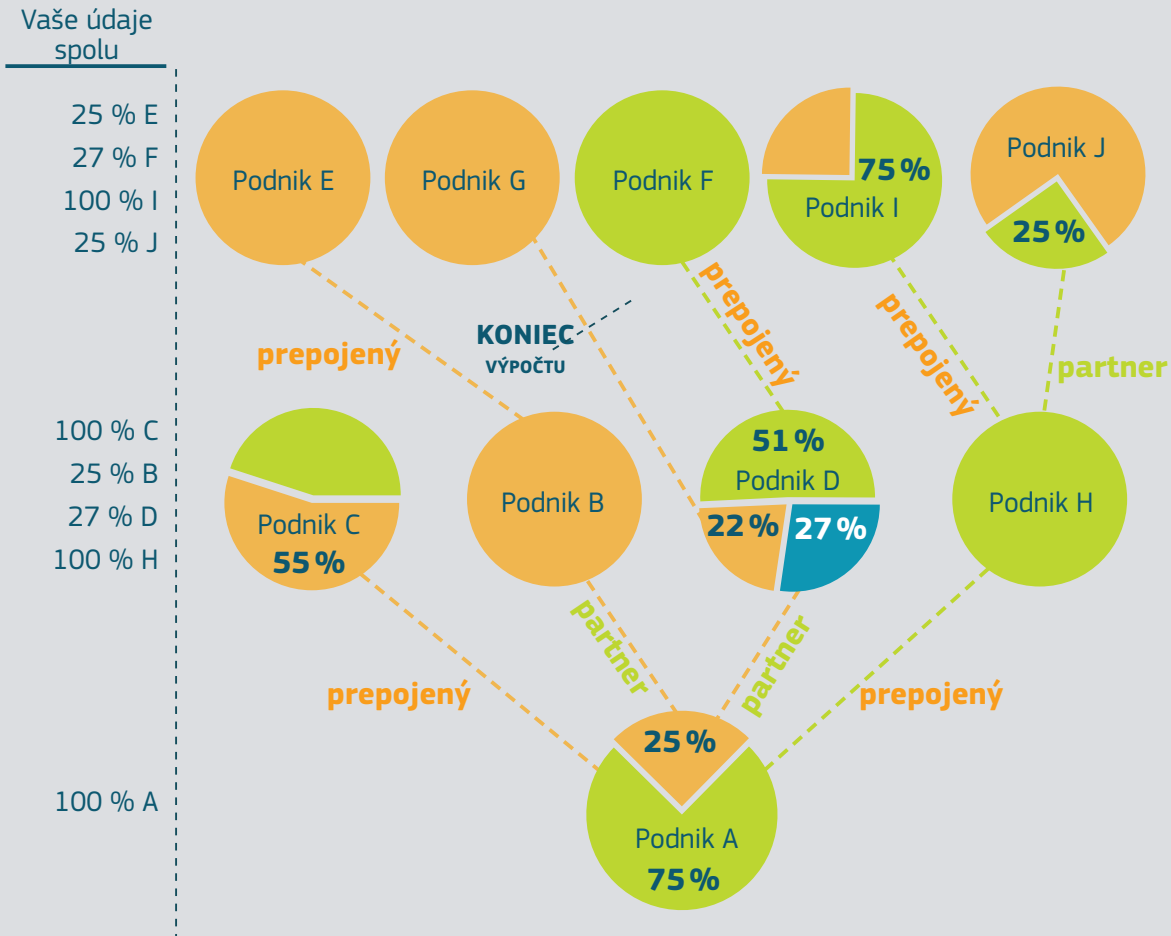 Vaše údaje
spolu
25 % E
27 % F
100 % I
25 % J
Podnik E
Podnik G
Podnik F
75 %
Podnik I
Podnik J
25 %
prepojený
KONIEC
VÝPOČTU
prepojený
prepojený
partner
100 % C
25 % B
27 % D
100 % H
Podnik C
55 %
Podnik B
51 %
Podnik D
22 %
27 %
Podnik H
prepojený
partner
partner
prepojený
100 % A
25 %
Podnik A
75 %